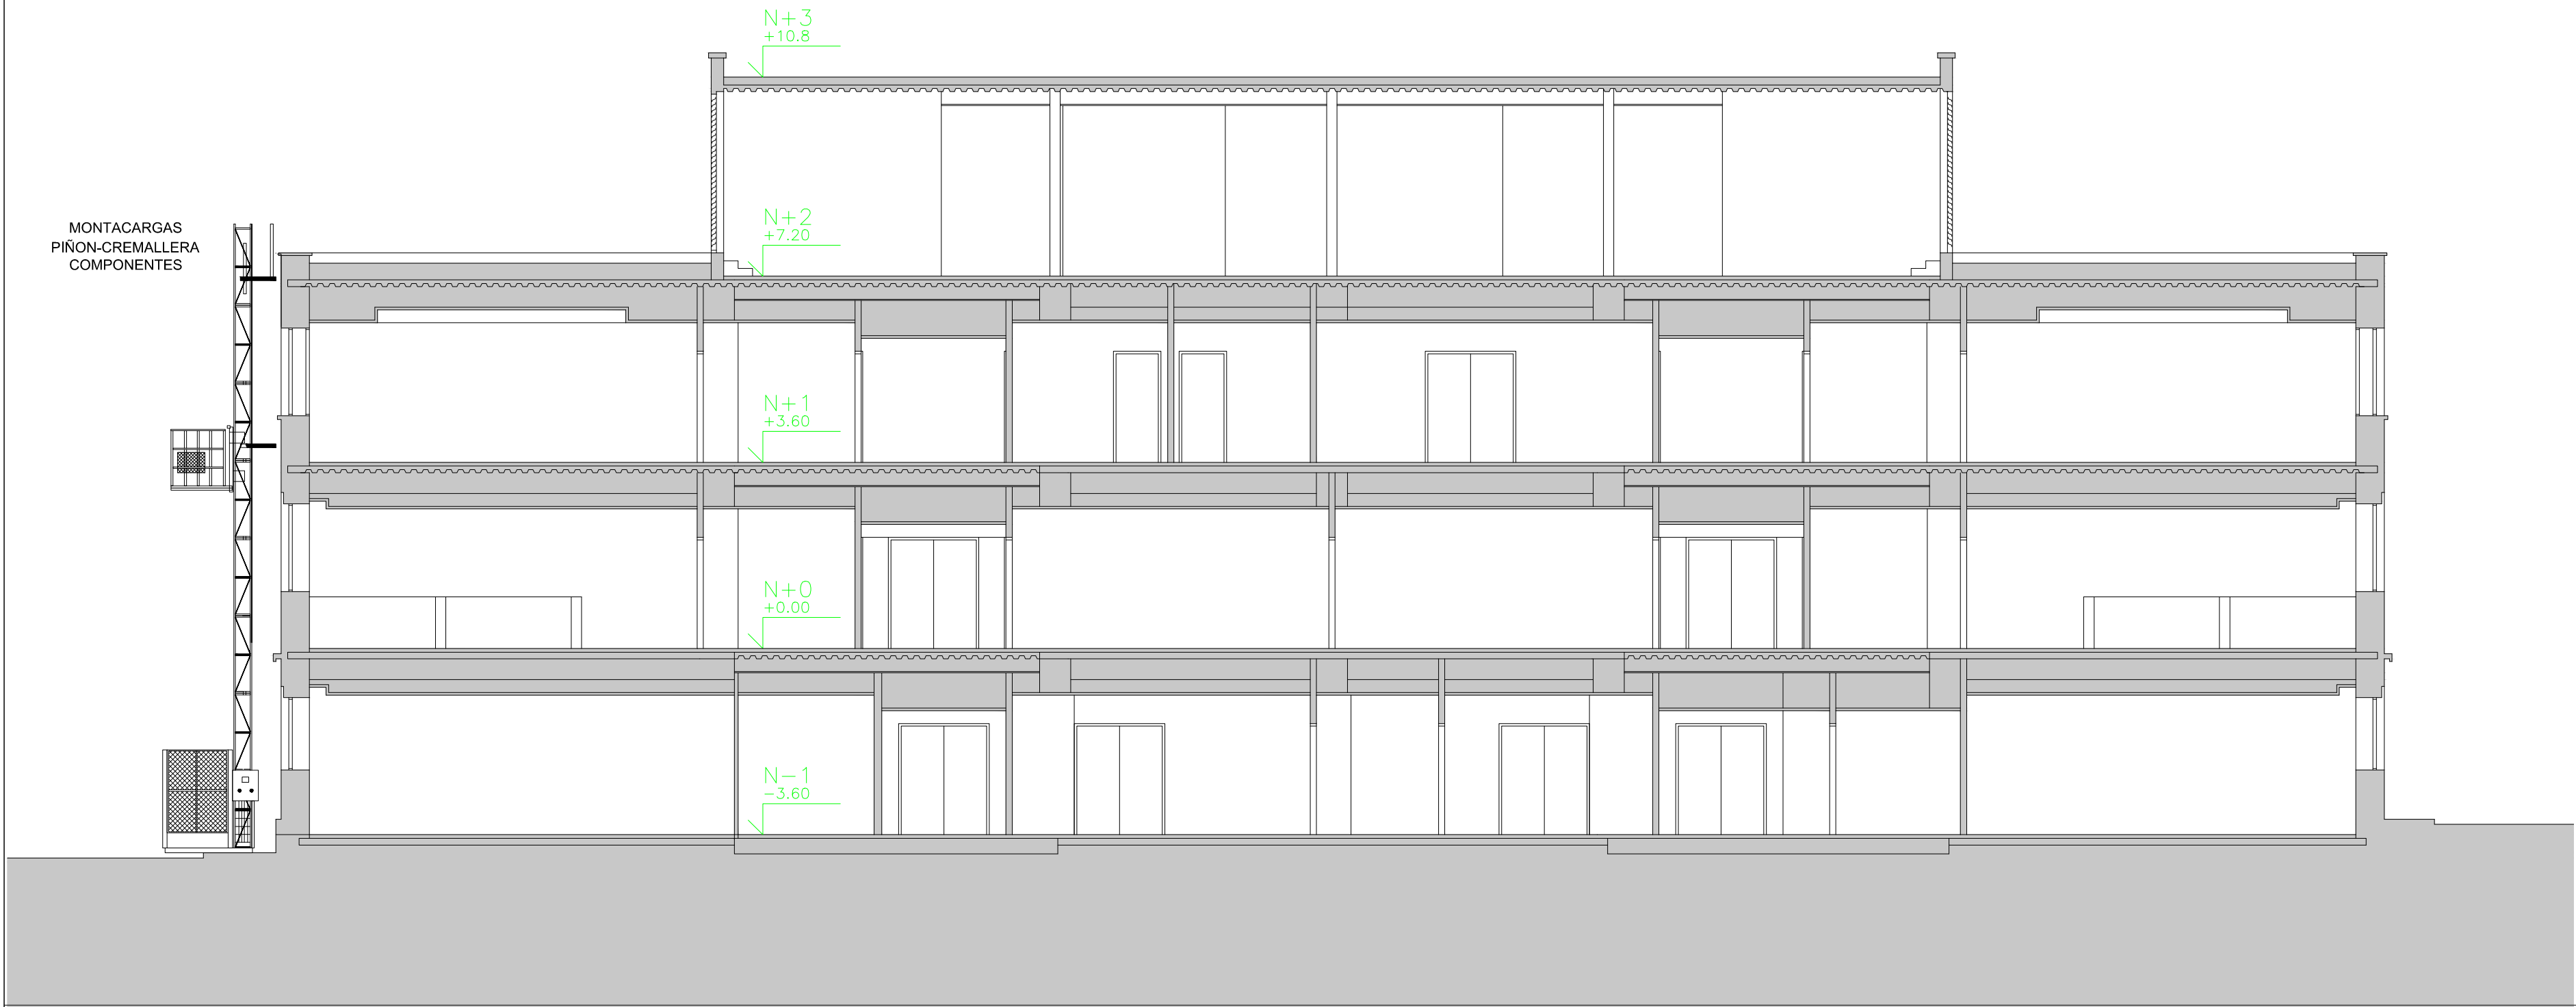 N+3
+10.8
MONTACARGAS
PIÑON-CREMALLERA
COMPONENTES
N+2
+7.20
N+1
+3.60
N+0
+0.00
N-1
-3.60